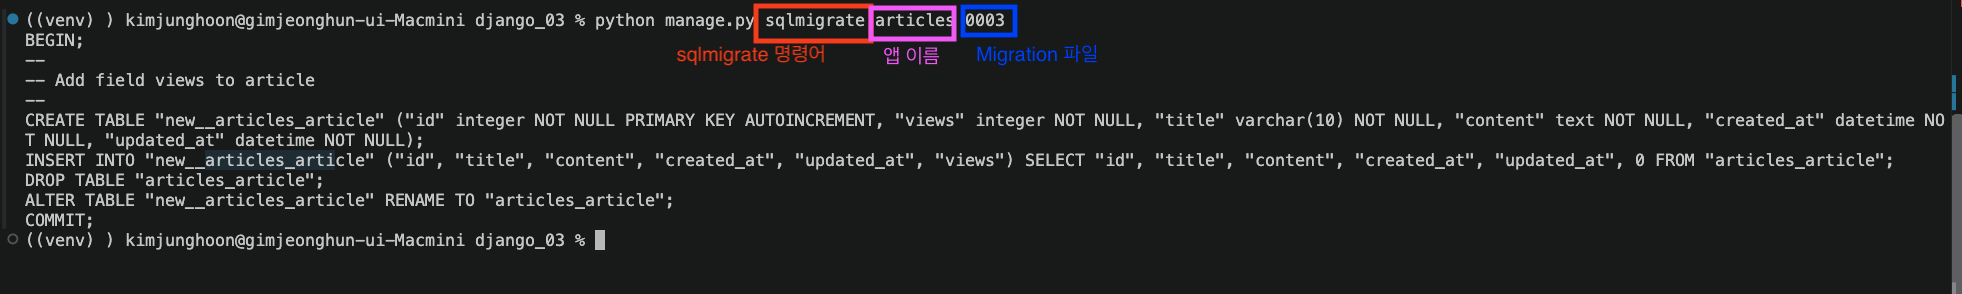 ((venv) ) kimjunghoon@gimjeonghun-ui-Macmini django_03 % python manage.py sqlmigrate articles 0003
BEGIN;
sqlmigrate 명령어 앱 이름 Migration 파일
--
-- Add field views to article
--
CREATE TABLE "new__articles_article" ("id" integer NOT NULL PRIMARY KEY AUTOINCREMENT, "views" integer NOT NULL, "title" varchar(10) NOT NULL, "content" text NOT NULL, "created_at" datetime NO
T NULL, "updated_at" datetime NOT NULL);
INSERT INTO "new__articles_article" ("id", "title", "content", "created_at", "updated_at", "views") SELECT "id", "title", "content", "created_at", "updated_at", 0 FROM "articles_article";
DROP TABLE "articles_article";
ALTER TABLE "new__articles_article" RENAME TO "articles_article";
COMMIT;
((venv) ) kimjunghoon@gimjeonghun-ui-Macmini django_03 %